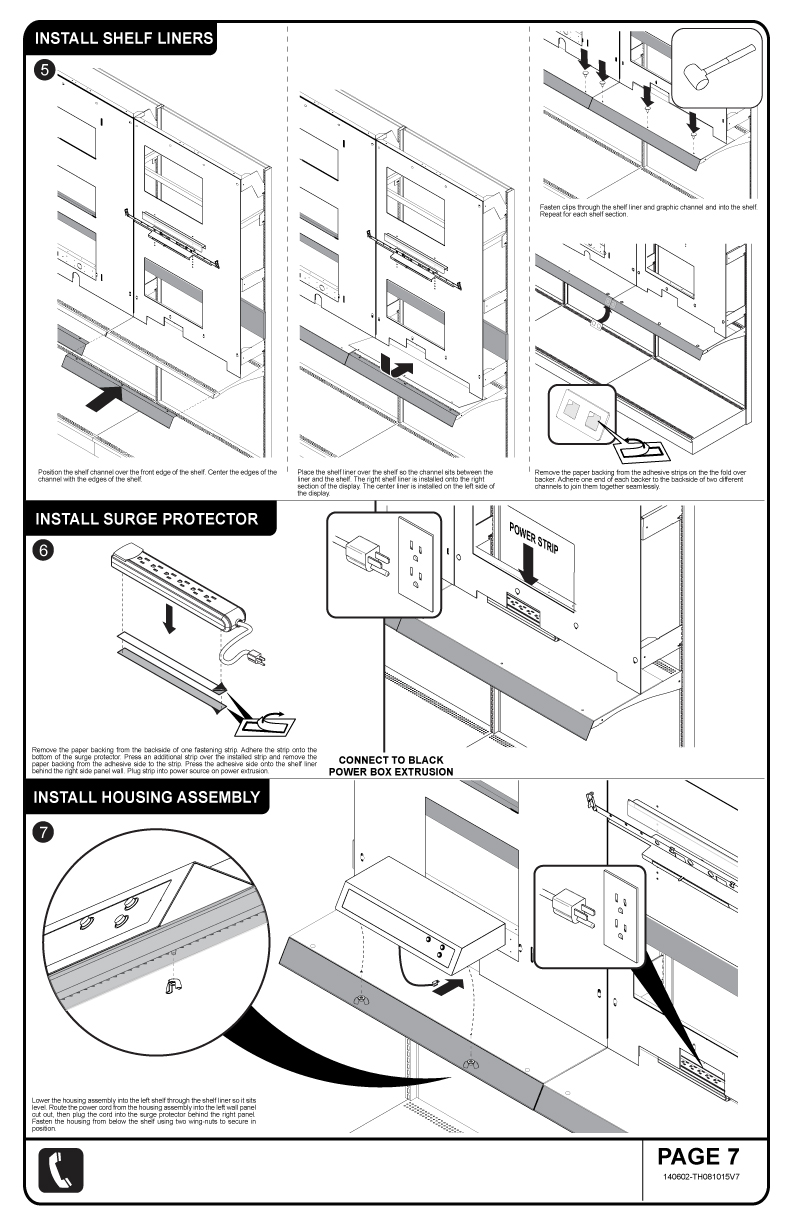 INSTALL SHELF LINERS
5
Position the shelf channel over the front edge of the shelf. Center the edges of the
channel with the edges of the shelf.
Place the shelf liner over the shelf so the channel sits between the
liner and the shelf. The right shelf liner is installed onto the right
section of the display. The center liner is installed on the left side of
the display.
Fasten clips through the shelf liner and graphic channel and into the shelf
Repeat for each shelf section.
Remove the paper backing from the adhesive strips on the the fold over
backer. Adhere one end of each backer to the backside of two different
channels to join them together seamlessly.
INSTALL SURGE PROTECTOR
6
POWER STRIP
Remove the paper backing from the backside of one fastening strip. Adhere the strip onto the
bottom of the surge protector. Press an additional strip over the installed strip and remove the
paper backing from the adhesive side to the strip. Press the adhesive side onto the shelf liner
behind the right side panel wall. Plug strip into power source on power extrusion.
CONNECT TO BLACK
POWER BOX EXTRUSION
INSTALL HOUSING ASSEMBLY
7
Lower the housing assembly into the left shelf through the shelf liner so it sits
level. Route the power cord from the housing assembly into the left wall panel
cut out, then plug the cord into the surge protector behind the right panel.
Fasten the housing from below the shelf using two wing-nuts to secure in
position.
PAGE 7
140602-TH081015V7